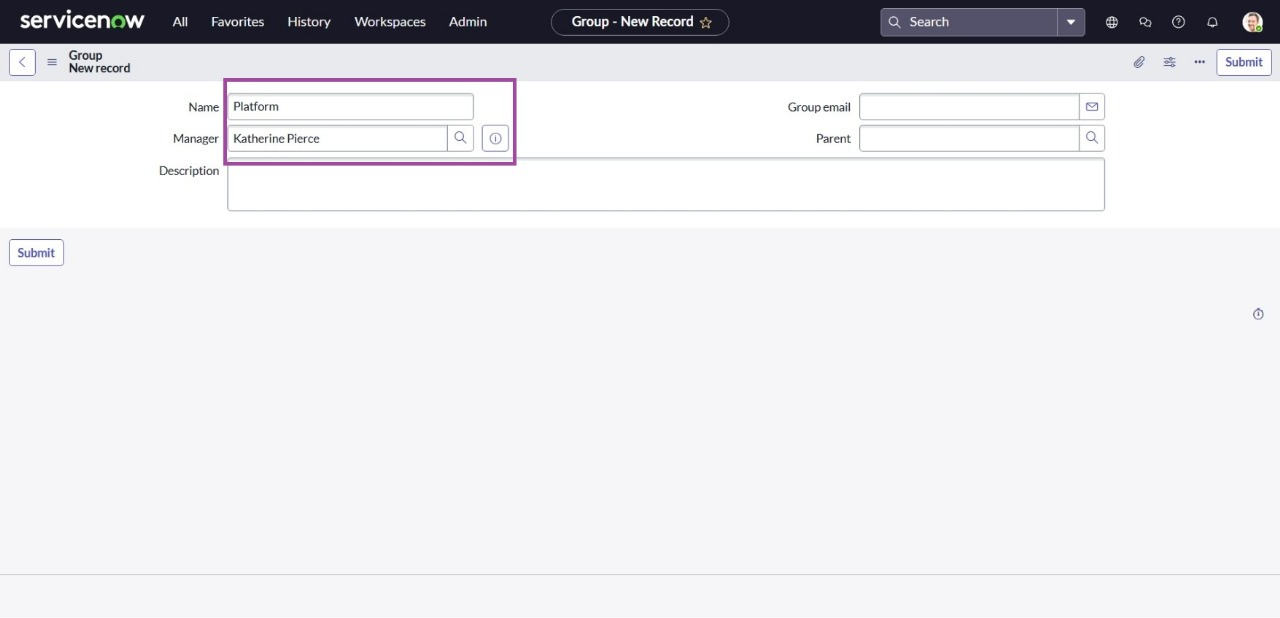 servicenow All Favorites History Workspaces Admin Group - New Record Search
Group
New record
Submit
Name Platform Group email
Manager Katherine Pierce Parent
Description
Submit